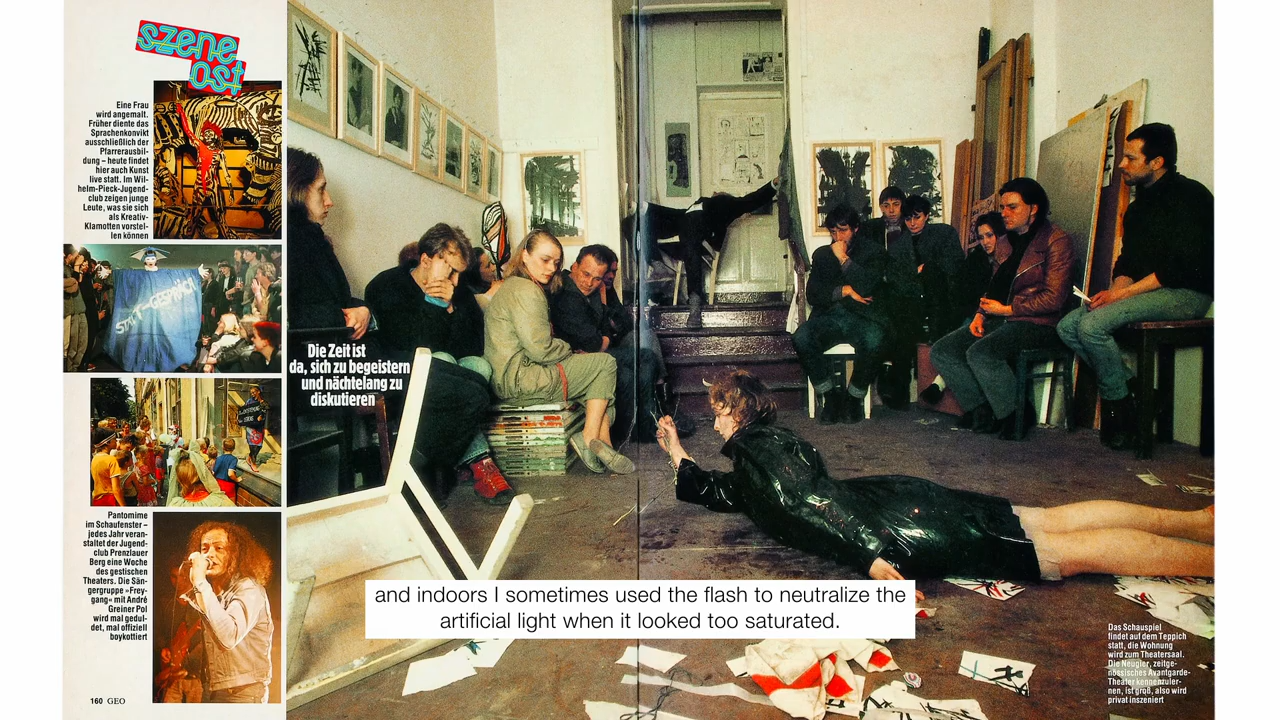 szene
ost
Eine Frau
wird angemalt.
Früher diente das
Sprachenkonvikt
ausschließlich der
Pfarrerausbil-
dung – heute findet
hier auch Kunst
live statt. Im Wil-
helm-Pieck-Jugend-
club zeigen junge
Leute, was sie sich
als Kreativ-
Klamotten vorstel-
len können
STADT-GESPRÄCH
Pantomime
im Schaufenster –
jedes Jahr veran-
staltet der Jugend-
club Prenzlauer
Berg eine Woche
des gestischen
Theaters. Die Sän-
gergruppe »Frey-
gang« mit André
Greiner Pol
wird mal gedul-
det, mal offiziell
boykottiert
160 GEO
Die Zeit ist
da, sich zu begeistern
und nächtelang zu
diskutieren
and indoors I sometimes used the flash to neutralize the
artificial light when it looked too saturated.
Das Schauspiel
findet auf dem Teppich
statt, die Wohnung
wird zum Theatersaal.
Die Neugier, zeitge-
nössisches Avantgarde-
Theater kennenzuler-
nen, ist groß, also wird
privat inszeniert